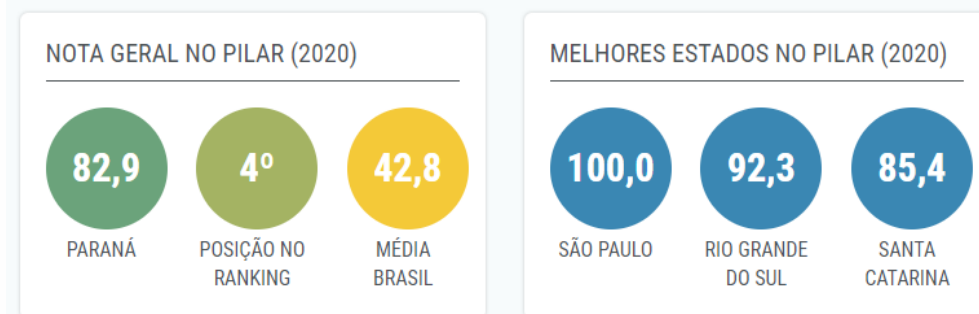 NOTA GERAL NO PILAR (2020)
82,9
4º
42,8
PARANÁ
POSIÇÃO NO
RANKING
MÉDIA
BRASIL
MELHORES ESTADOS NO PILAR (2020)
100,0
92,3
85,4
SÃO PAULO
RIO GRANDE
DO SUL
SANTA
CATARINA